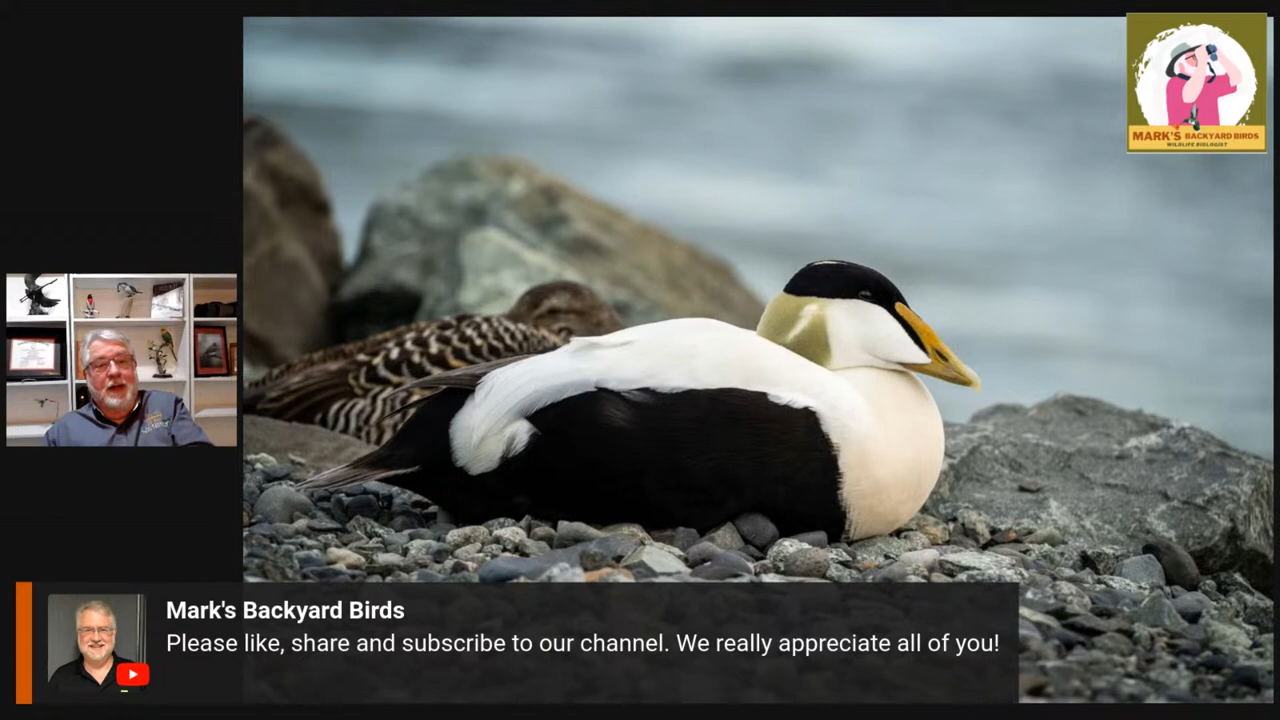 MARK'S BACKYARD BIRDS
WILDLIFE BIOLOGIST
Mark's Backyard Birds
Please like, share and subscribe to our channel. We really appreciate all of you!